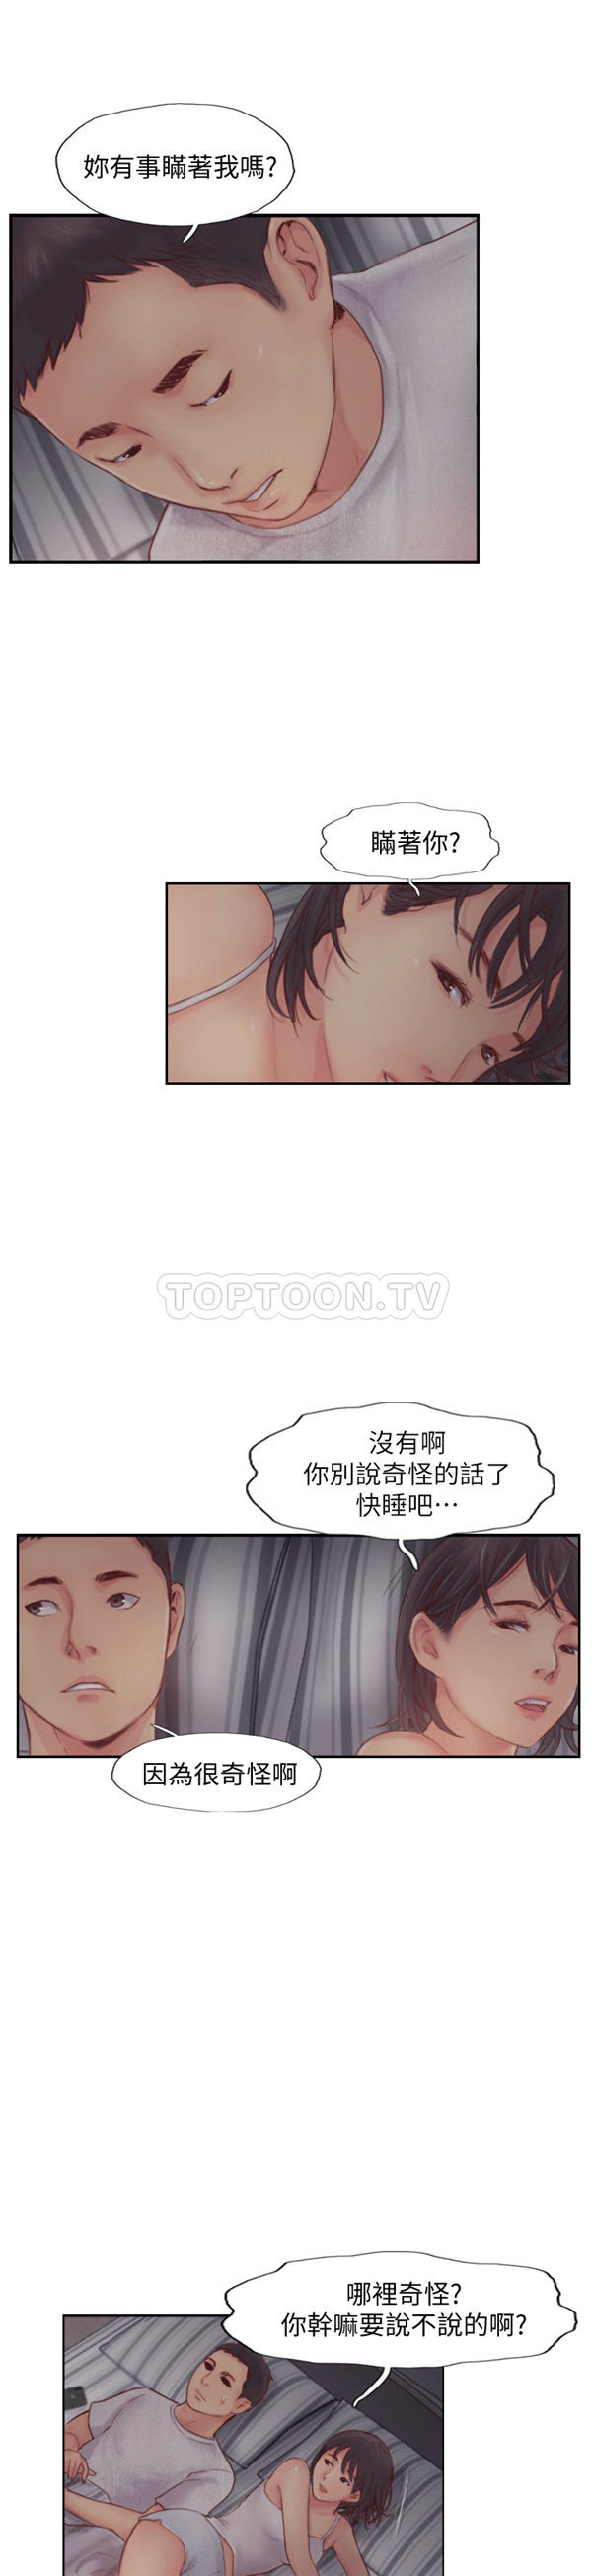 妳有事瞞著我嗎?
瞞著你?
TOPTOON.TV
沒有啊
你別說奇怪的話了
快睡吧…
因為很奇怪啊
哪裡奇怪?
你幹嘛要說不說的啊?